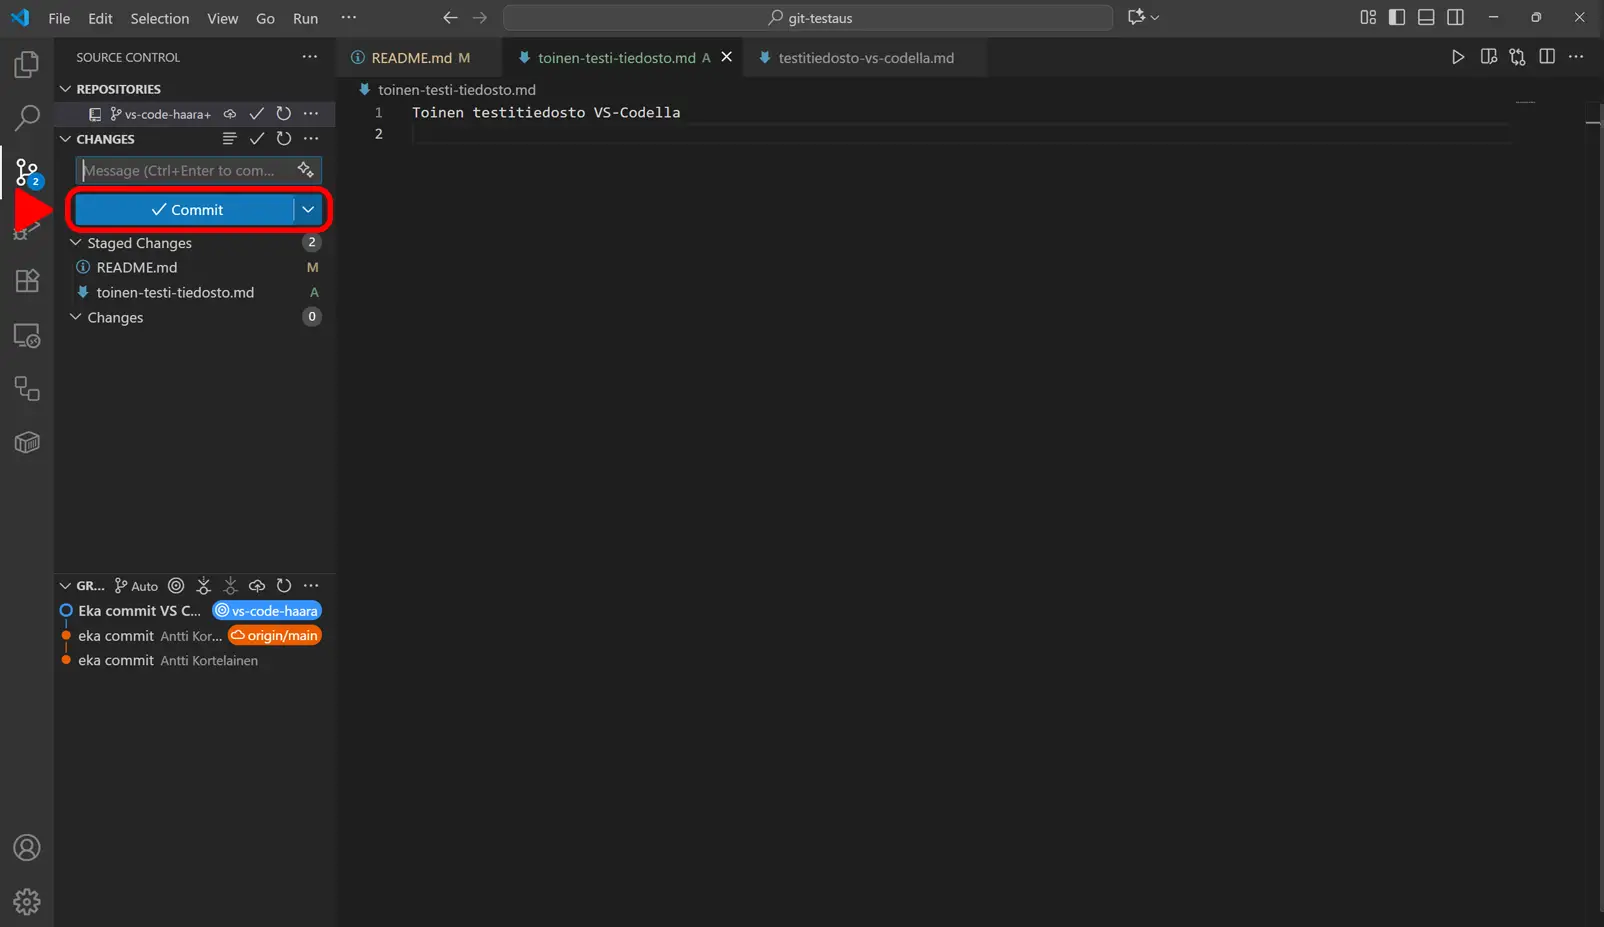 File Edit Selection View Go Run ···
git-testaus
SOURCE CONTROL ···
README.md M
toinen-testi-tiedosto.md A
testitiedosto-vs-codella.md
REPOSITORIES
vs-code-haara+
CHANGES
Message (Ctrl+Enter to com...
Commit
2
Staged Changes 2
README.md M
toinen-testi-tiedosto.md A
Changes 0
toinen-testi-tiedosto.md
1 Toinen testitiedosto VS-Codella
2
GR... Auto
Eka commit VS C... vs-code-haara
eka commit Antti Kor... origin/main
eka commit Antti Kortelainen